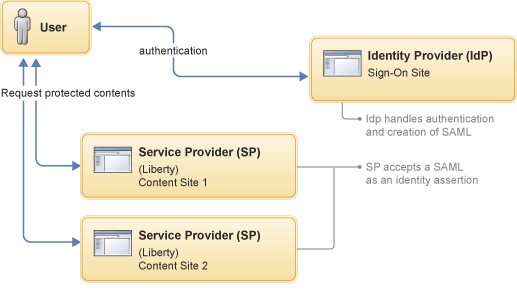 User
authentication
Identity Provider (IdP)
Sign-On Site
Request protected contents
Idp handles authentication
and creation of SAML
Service Provider (SP)
(Liberty)
Content Site 1
SP accepts a SAML
as an identity assertion
Service Provider (SP)
(Liberty)
Content Site 2